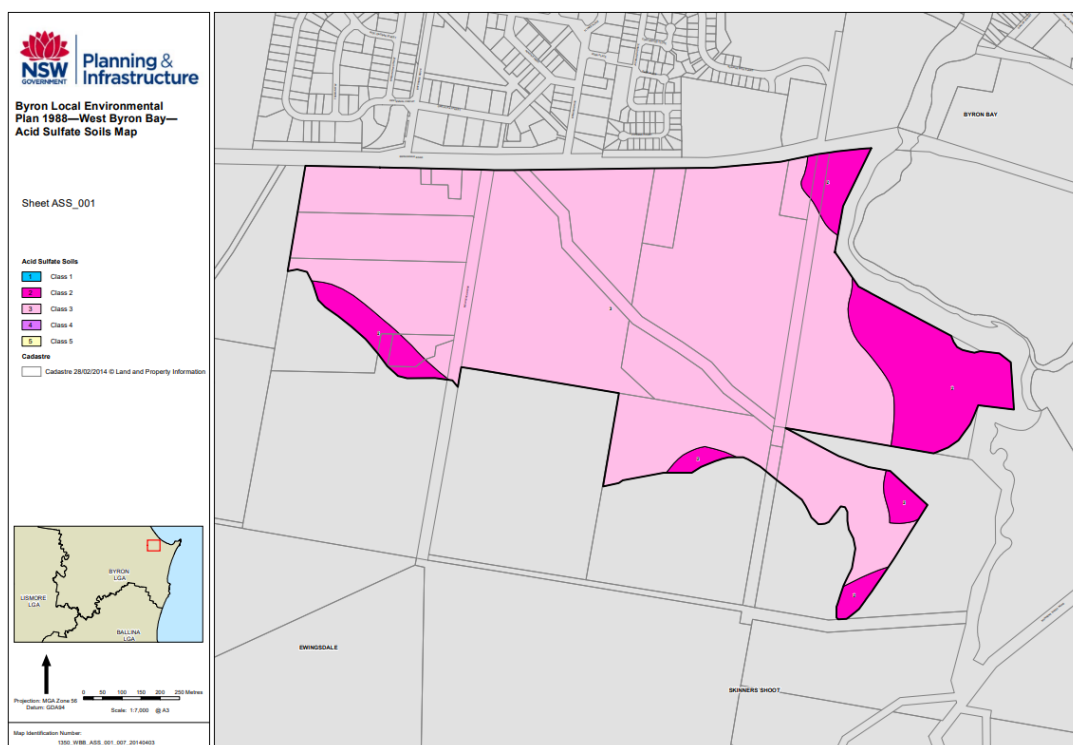 NSW
GOVERNMENT
Planning &
Infrastructure
Byron Local Environmental
Plan 1988—West Byron Bay—
Acid Sulfate Soils Map
Sheet ASS_001
Acid Sulfate Soils
1 Class 1
2 Class 2
3 Class 3
4 Class 4
5 Class 5
Cadastre
Cadastre 28/02/2014 © Land and Property Information
BYRON
LGA
LISMORE
LGA
BALLINA
LGA
0 50 100 150 200 250 Metres
Projection: MGA Zone 56
Datum: GDA94
Scale: 1:7,000 @ A3
Map Identification Number:
1350_WBB_ASS_001_007_20140403
BYRON BAY
EWINGSDALE
SKINNERS SHOOT